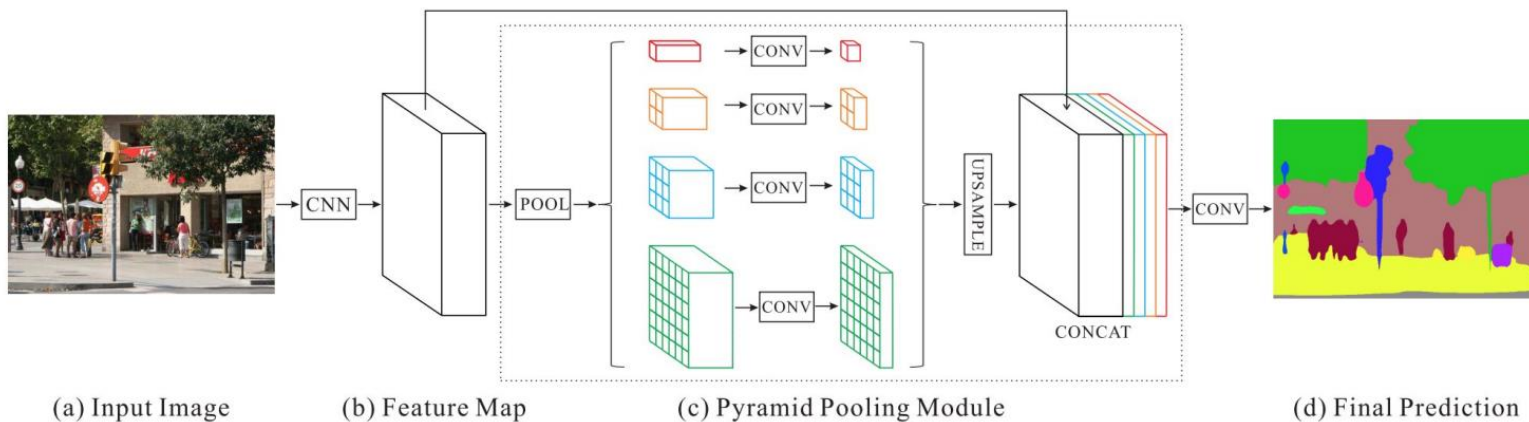 CNN
POOL
CONV
CONV
CONV
CONV
UPSAMPLE
CONCAT
CONV
(a) Input Image
(b) Feature Map
(c) Pyramid Pooling Module
(d) Final Prediction